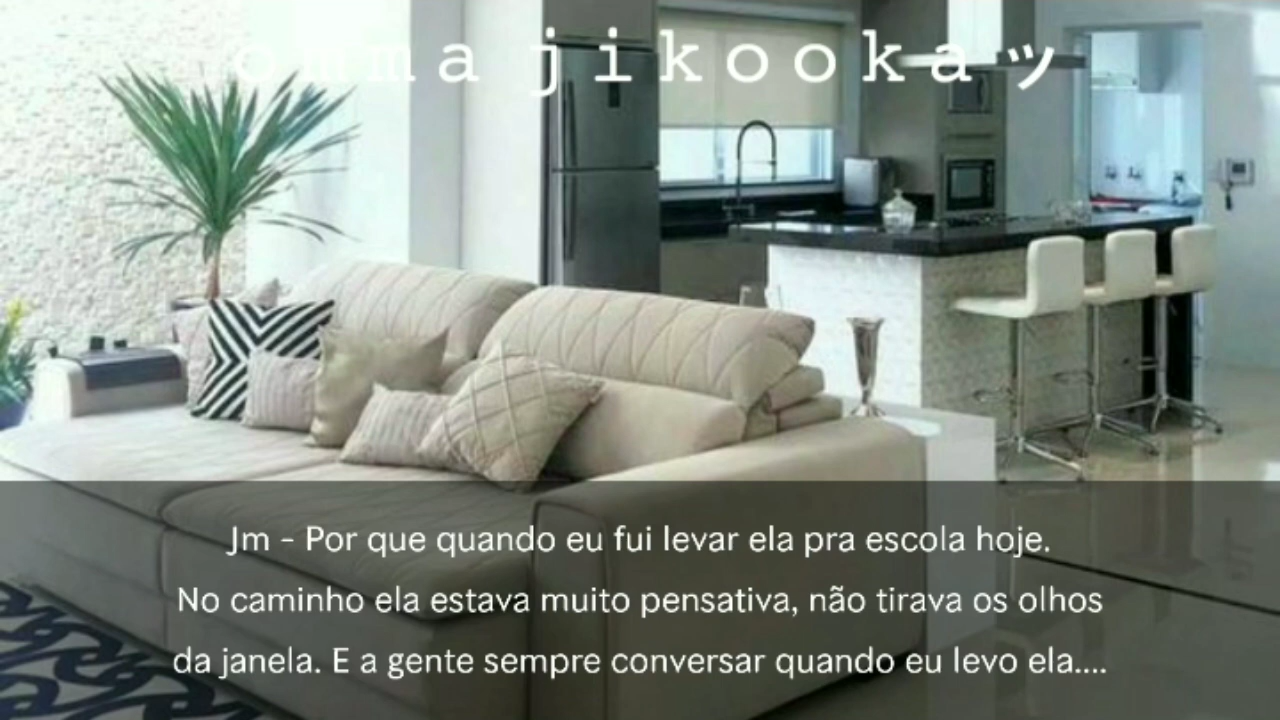 omma jikookaッ
Jm - Por que quando eu fui levar ela pra escola hoje.
No caminho ela estava muito pensativa, não tirava os olhos
da janela. E a gente sempre conversar quando eu levo ela....